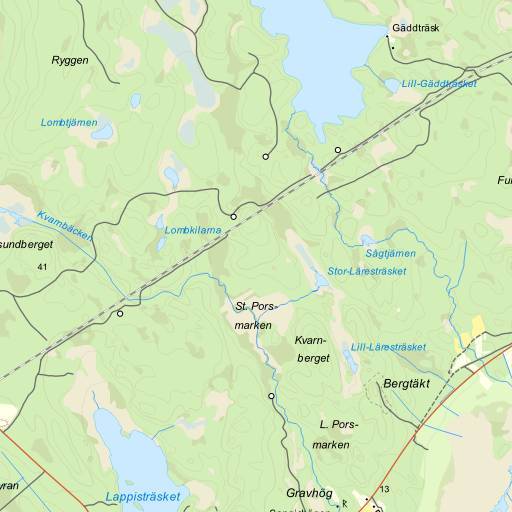 Gäddträsk
Ryggen
Lill-Gäddträsket
Lombtjärnen
Kvarnbäcken
Lombkilarna
sundberget
Sågtjärnen
41
Stor-Läresträsket
St. Pors-
marken
Kvarn-
berget
Lill-Läresträsket
Bergtäkt
L. Pors-
marken
Lappisträsket
Gravhög
13